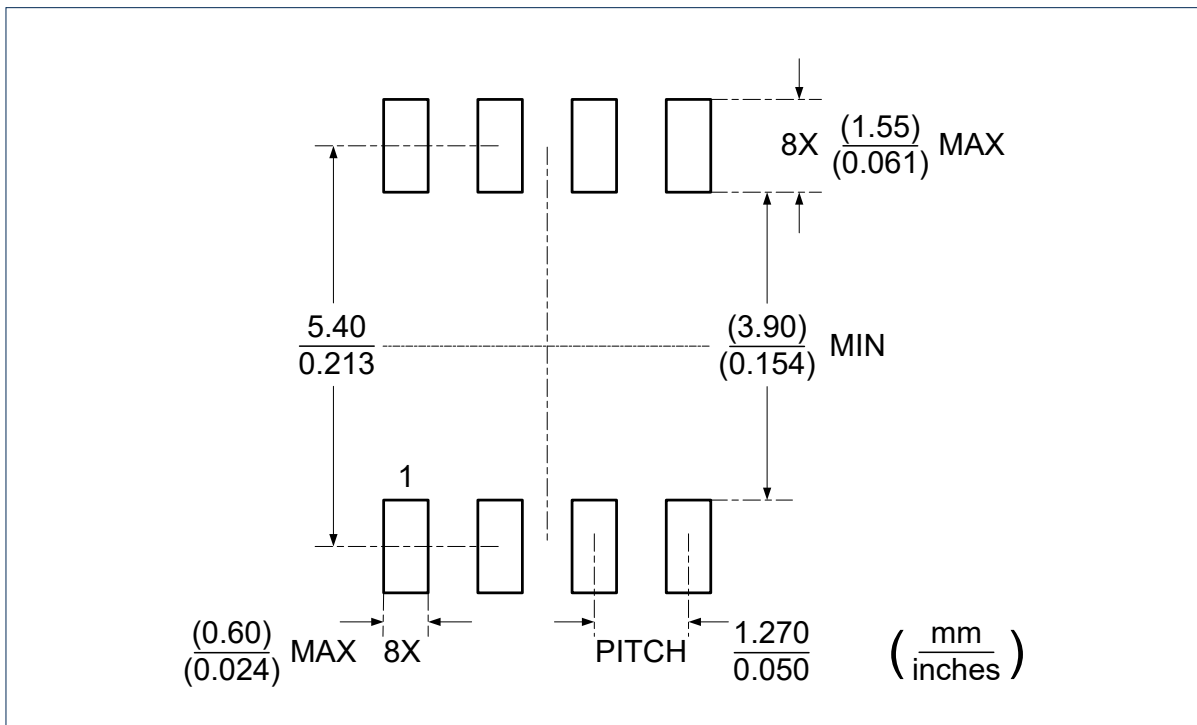 8X (1.55) MAX
(0.061)
5.40
0.213
(3.90) MIN
(0.154)
1
(0.60) MAX 8X
(0.024)
PITCH 1.270
0.050
(mm
inches)